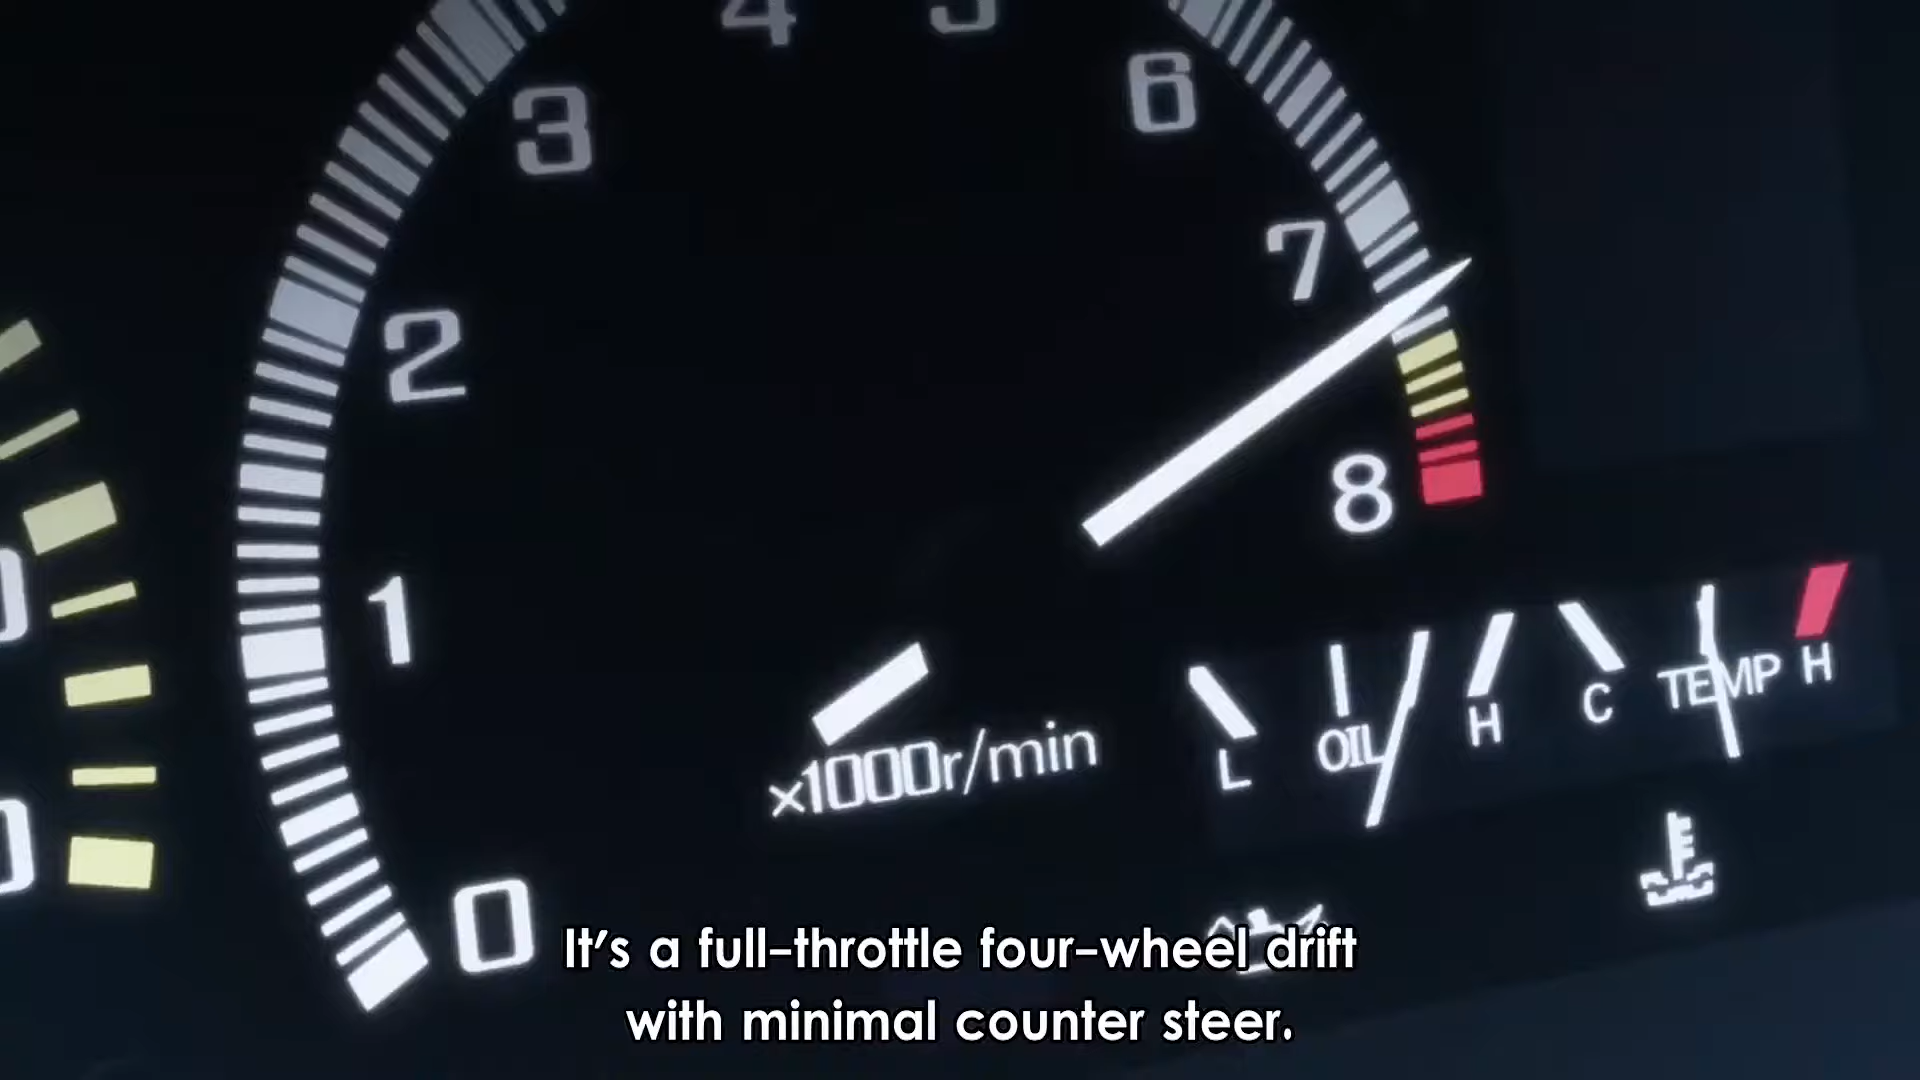 4 5
3 6
7
2
8
1
×1000r/min
L OIL H C TEMP H
0
It's a full-throttle four-wheel drift
with minimal counter steer.